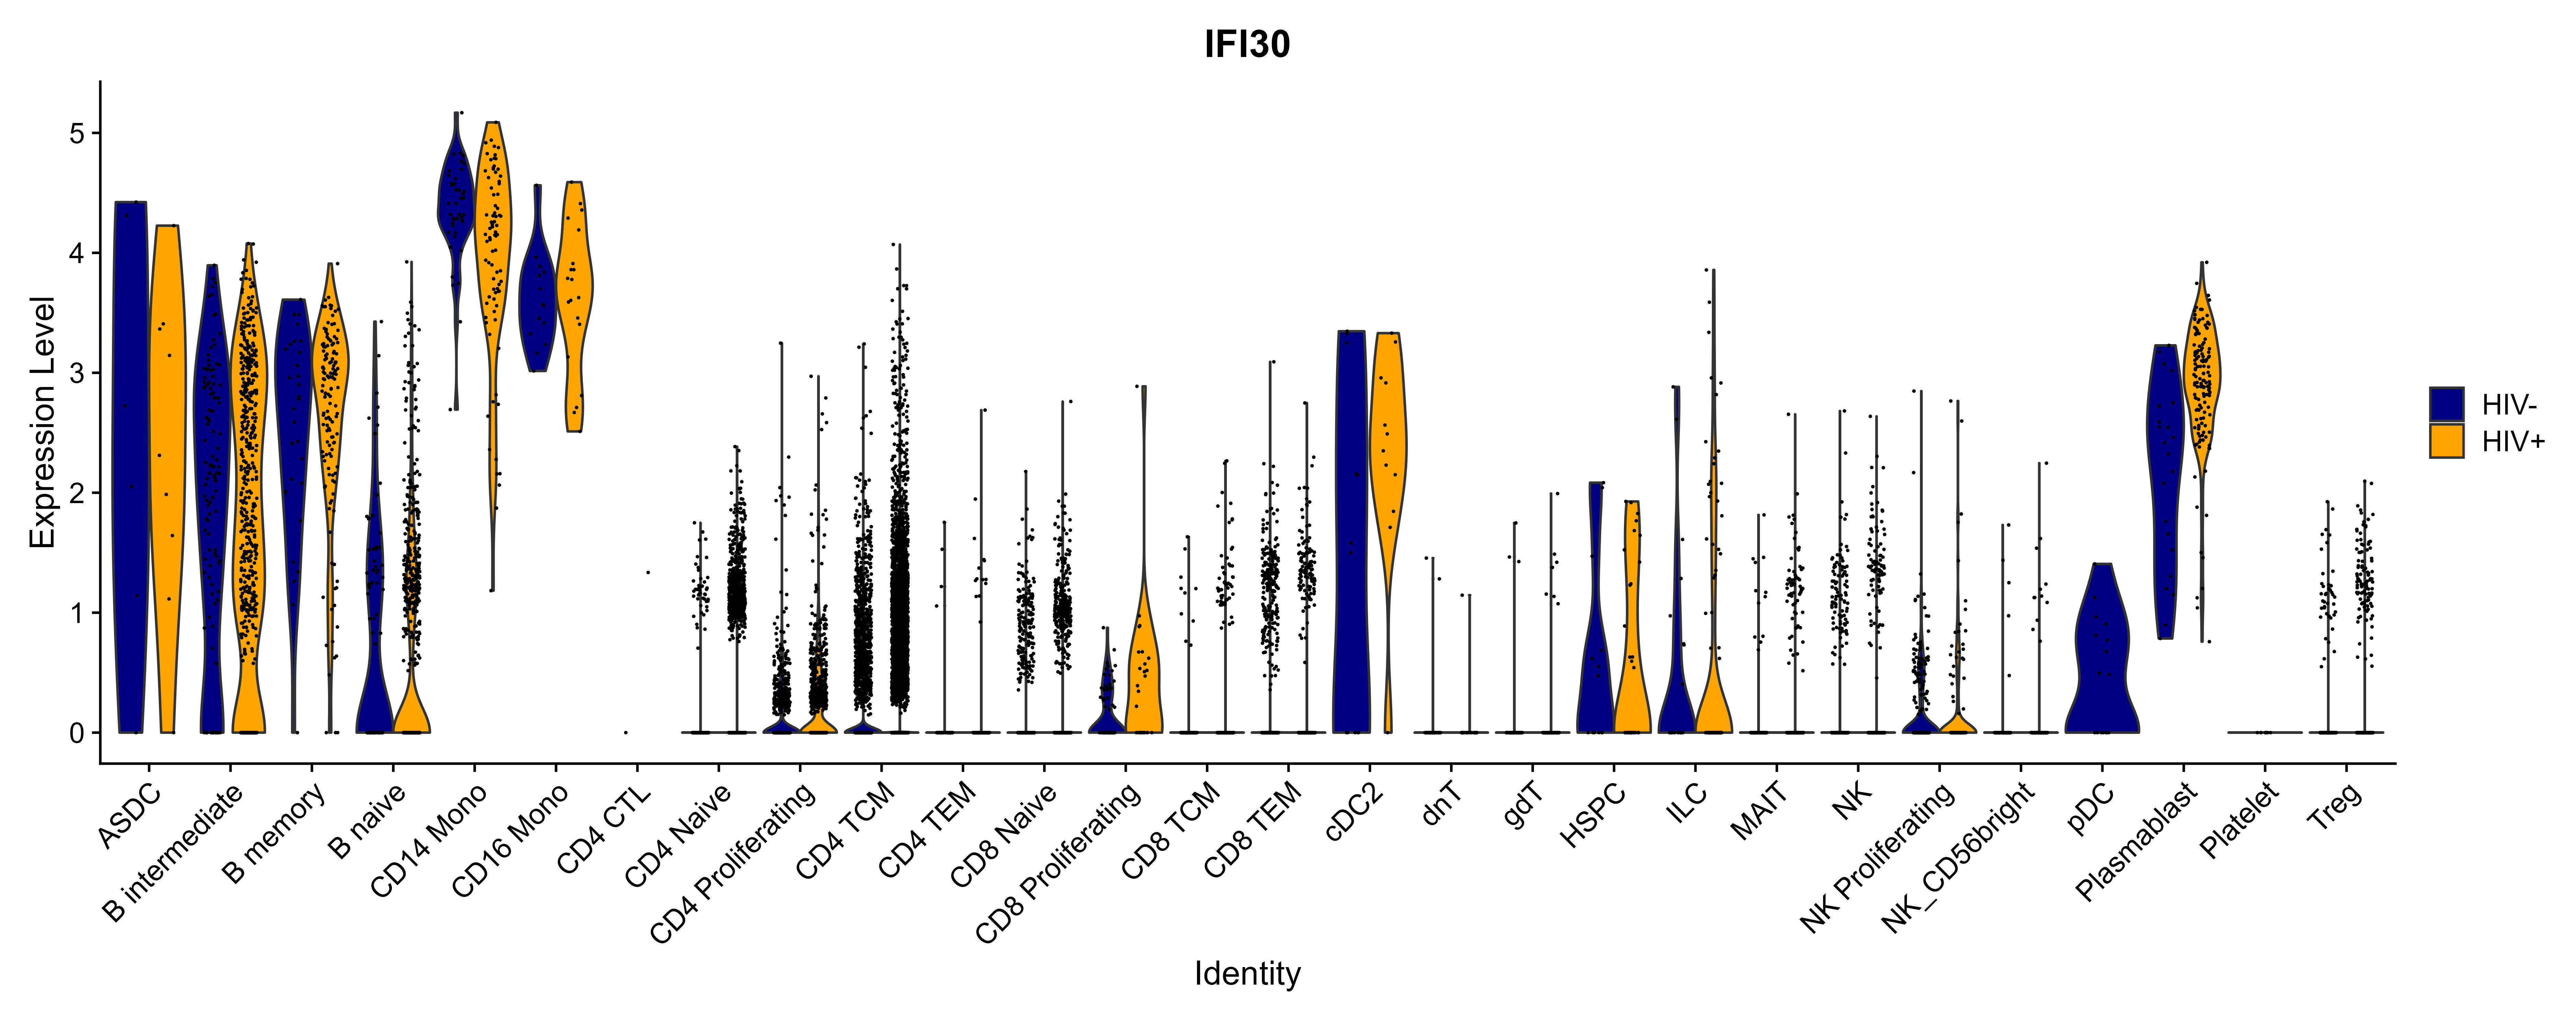 IFI30
Expression Level
5
4
3
2
1
0
ASDC
B intermediate
B memory
B naive
CD14 Mono
CD16 Mono
CD4 CTL
CD4 Naive
CD4 Proliferating
CD4 TCM
CD4 TEM
CD8 Naive
CD8 Proliferating
CD8 TCM
CD8 TEM
cDC2
dnT
gdT
HSPC
ILC
MAIT
NK
NK Proliferating
NK_CD56bright
pDC
Plasmablast
Platelet
Treg
Identity
HIV-
HIV+